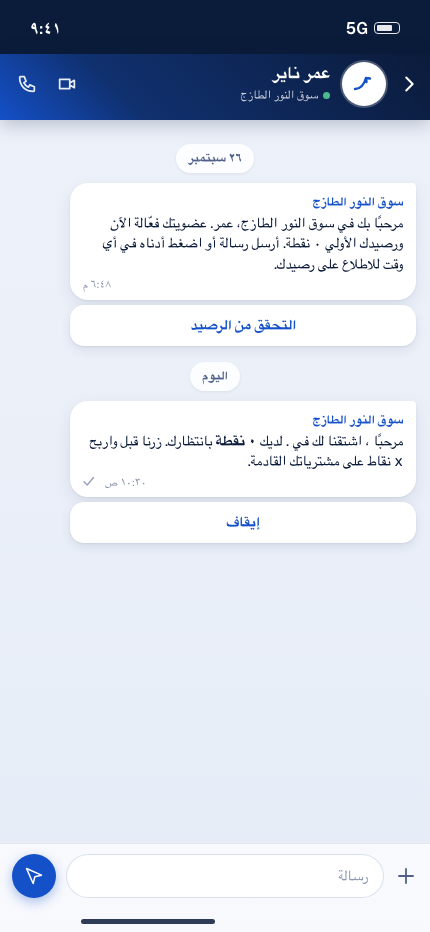 ٩:٤١
5G
عمر ناير
سوق النور الطازج
٢٦ سبتمبر
سوق النور الطازج
مرحبًا بك في سوق النور الطازج، عمر. عضويتك فعّالة الآن
ورصيدك الأولي ٠ نقطة. أرسل رسالة أو اضغط أدناه في أي
وقت للاطلاع على رصيدك.
٦:٤٨ م
التحقق من الرصيد
اليوم
سوق النور الطازج
مرحبًا ، اشتقنا لك في . لديك ٠ نقطة بانتظارك. زرنا قبل واربح
x نقاط على مشترياتك القادمة.
١٠:٣٠ ص
إيقاف
رسالة